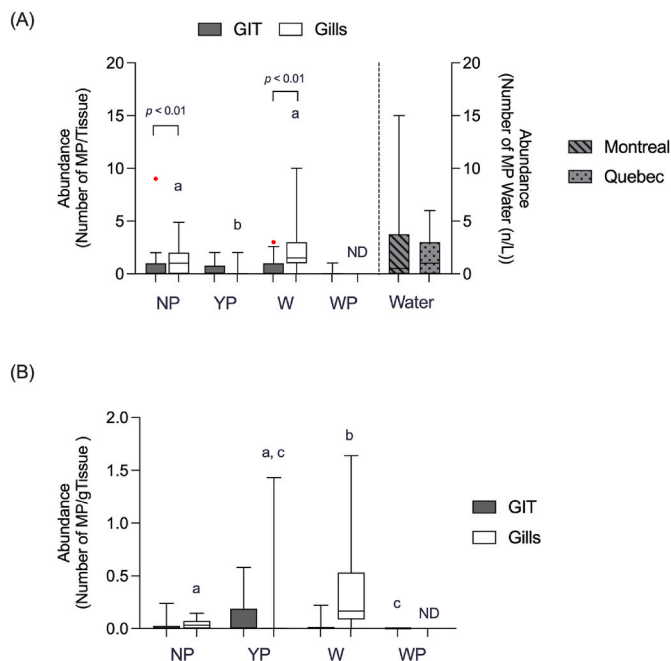 (A)
GIT Gills
20
15
10
5
0
Abundance
(Number of MP/Tissue)
p < 0.01
a
b
p < 0.01
a
ND
20
15
10
5
0
Abundance
(Number of MP Water (n/L))
NP YP W WP Water
Montreal
Quebec
(B)
2.0
1.5
1.0
0.5
0.0
Abundance
(Number of MP/gTissue )
a
a, c
b
c
ND
NP YP W WP
GIT
Gills